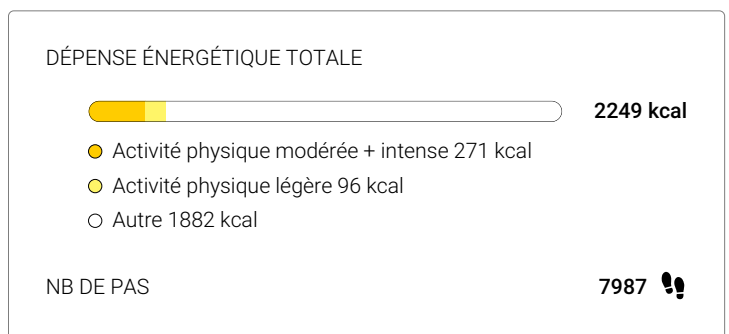 DÉPENSE ÉNERGÉTIQUE TOTALE
2249 kcal
Activité physique modérée + intense 271 kcal
Activité physique légère 96 kcal
Autre 1882 kcal
NB DE PAS 7987